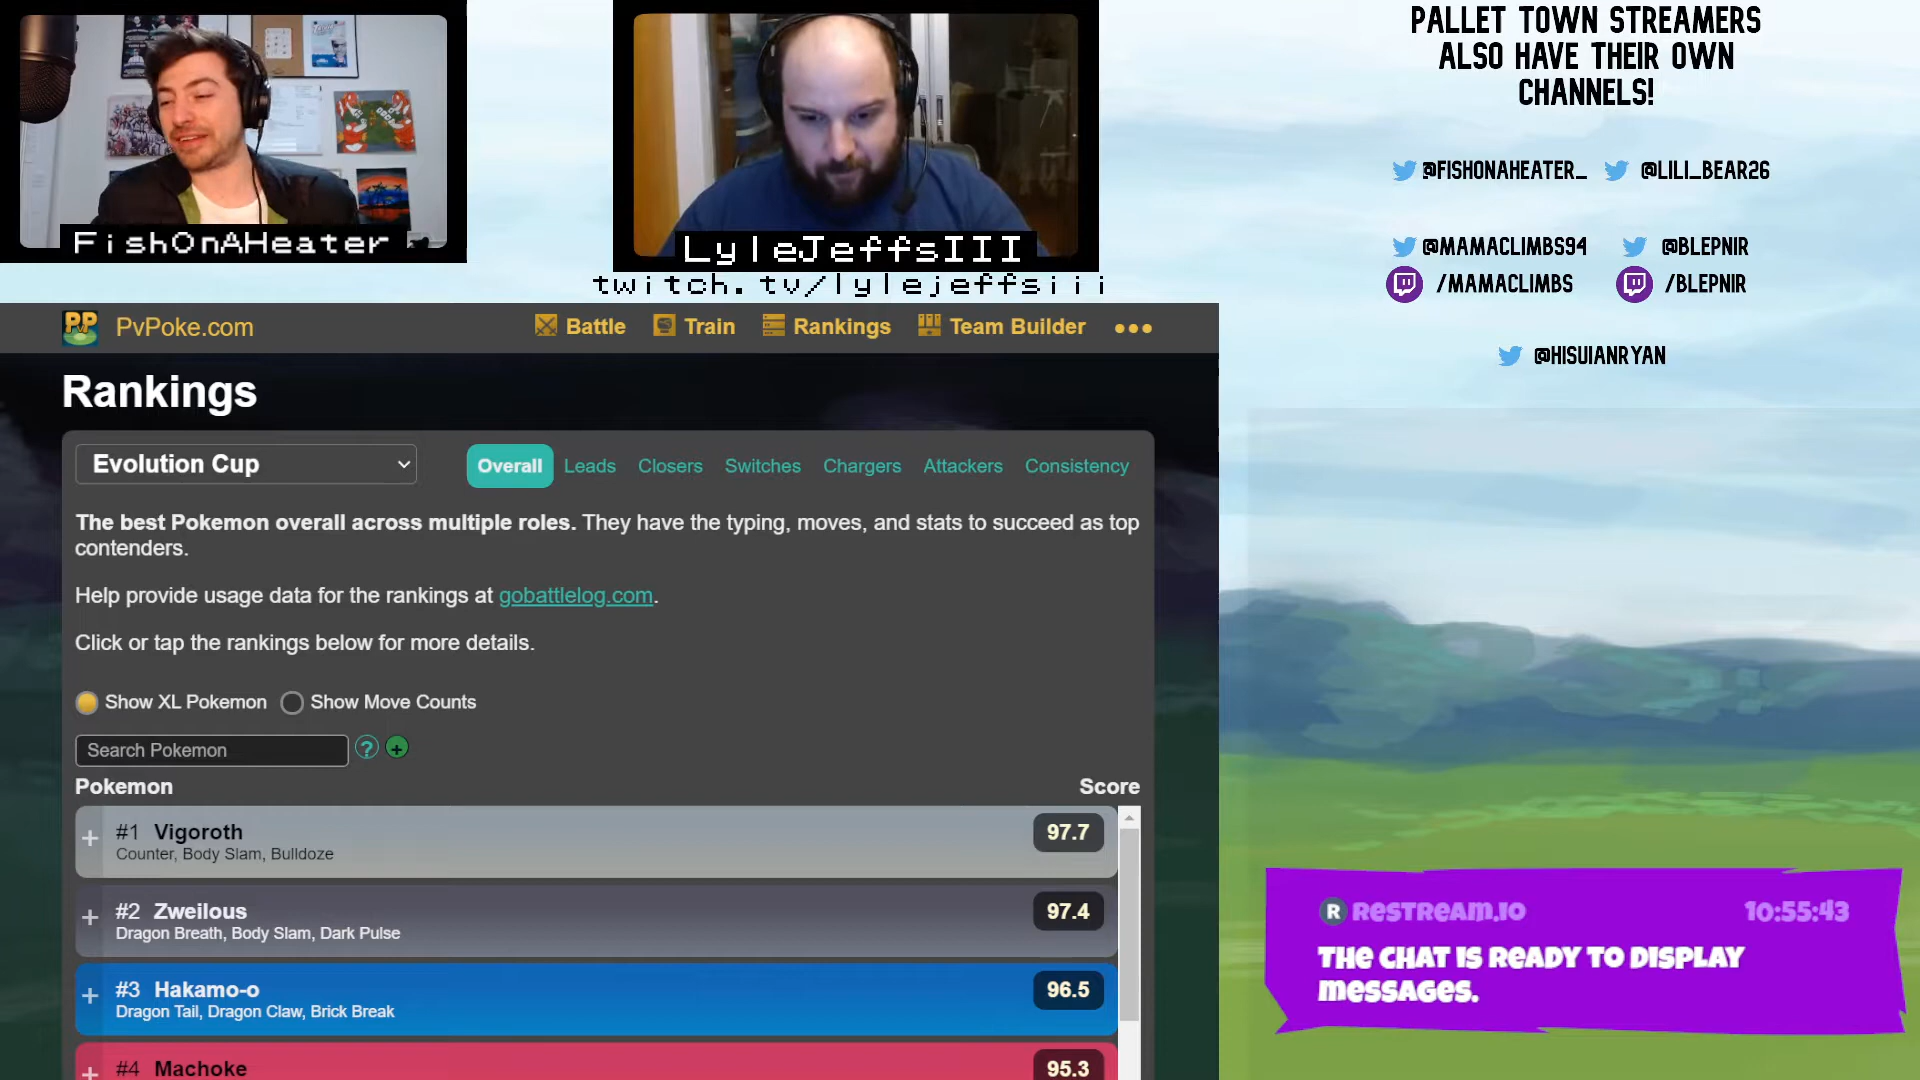 FishOnAHeater
LyleJeffsIII
twitch.tv/lylejeffsiii
PALLET TOWN STREAMERS
ALSO HAVE THEIR OWN
CHANNELS!
@FISHONAHEATER_ @LILI_BEAR26
@MAMACLIMBS94 @BLEPNIR
/MAMACLIMBS /BLEPNIR
@HISUIANRYAN
PvPoke.com Battle Train Rankings Team Builder
Rankings
Evolution Cup Overall Leads Closers Switches Chargers Attackers Consistency
The best Pokemon overall across multiple roles. They have the typing, moves, and stats to succeed as top
contenders.
Help provide usage data for the rankings at gobattlelog.com.
Click or tap the rankings below for more details.
Show XL Pokemon Show Move Counts
Search Pokemon ? +
Pokemon Score
+ #1 Vigoroth 97.7
Counter, Body Slam, Bulldoze
+ #2 Zweilous 97.4
Dragon Breath, Body Slam, Dark Pulse
+ #3 Hakamo-o 96.5
Dragon Tail, Dragon Claw, Brick Break
+ #4 Machoke 95.3
R RESTREAM.IO 10:55:43
THE CHAT IS READY TO DISPLAY
MESSAGES.